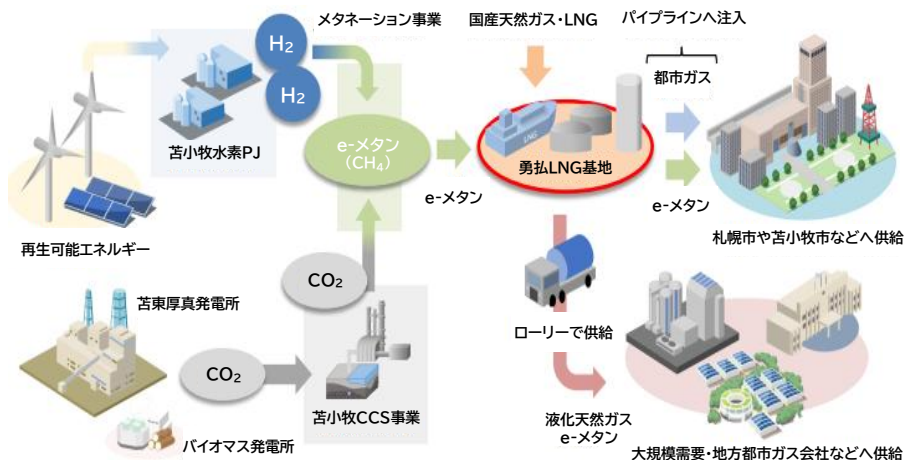 メタネーション事業
国産天然ガス・LNG
パイプラインへ注入
H2
H2
都市ガス
苫小牧水素PJ
e-メタン
(CH4)
LNG
勇払LNG基地
e-メタン
e-メタン
再生可能エネルギー
札幌市や苫小牧市などへ供給
CO2
苫東厚真発電所
ローリーで供給
CO2
苫小牧CCS事業
液化天然ガス
e-メタン
バイオマス発電所
大規模需要・地方都市ガス会社などへ供給